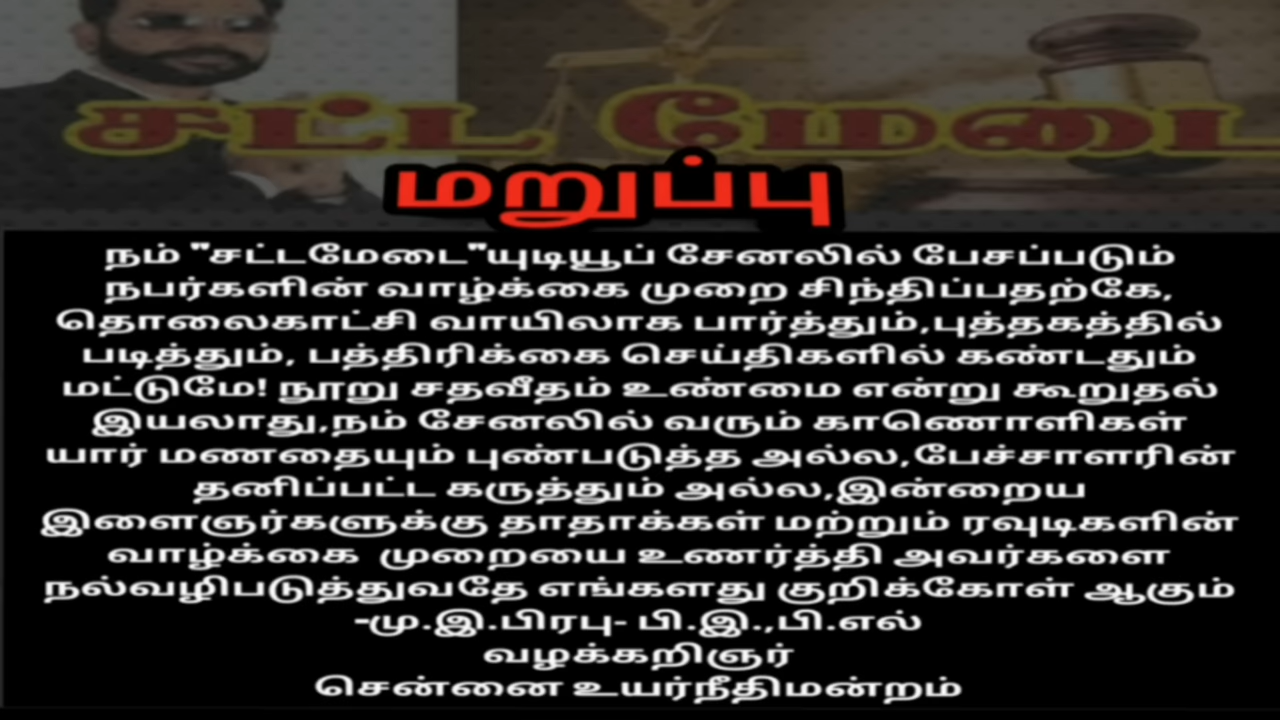 சட்ட மேடை
மறுப்பு
நம் "சட்டமேடை"யுடியூப் சேனலில் பேசப்படும்
நபர்களின் வாழ்க்கை முறை சிந்திப்பதற்கே,
தொலைகாட்சி வாயிலாக பார்த்தும்,புத்தகத்தில்
படித்தும், பத்திரிக்கை செய்திகளில் கண்டதும்
மட்டுமே! நூறு சதவீதம் உண்மை என்று கூறுதல்
இயலாது,நம் சேனலில் வரும் காணொளிகள்
யார் மணதையும் புண்படுத்த அல்ல,பேச்சாளரின்
தனிப்பட்ட கருத்தும் அல்ல,இன்றைய
இளைஞர்களுக்கு தாதாக்கள் மற்றும் ரவுடிகளின்
வாழ்க்கை முறையை உணர்த்தி அவர்களை
நல்வழிபடுத்துவதே எங்களது குறிக்கோள் ஆகும்
-மு.இ.பிரபு- பி.இ.,பி.எல்
வழக்கறிஞர்
சென்னை உயர்நீதிமன்றம்